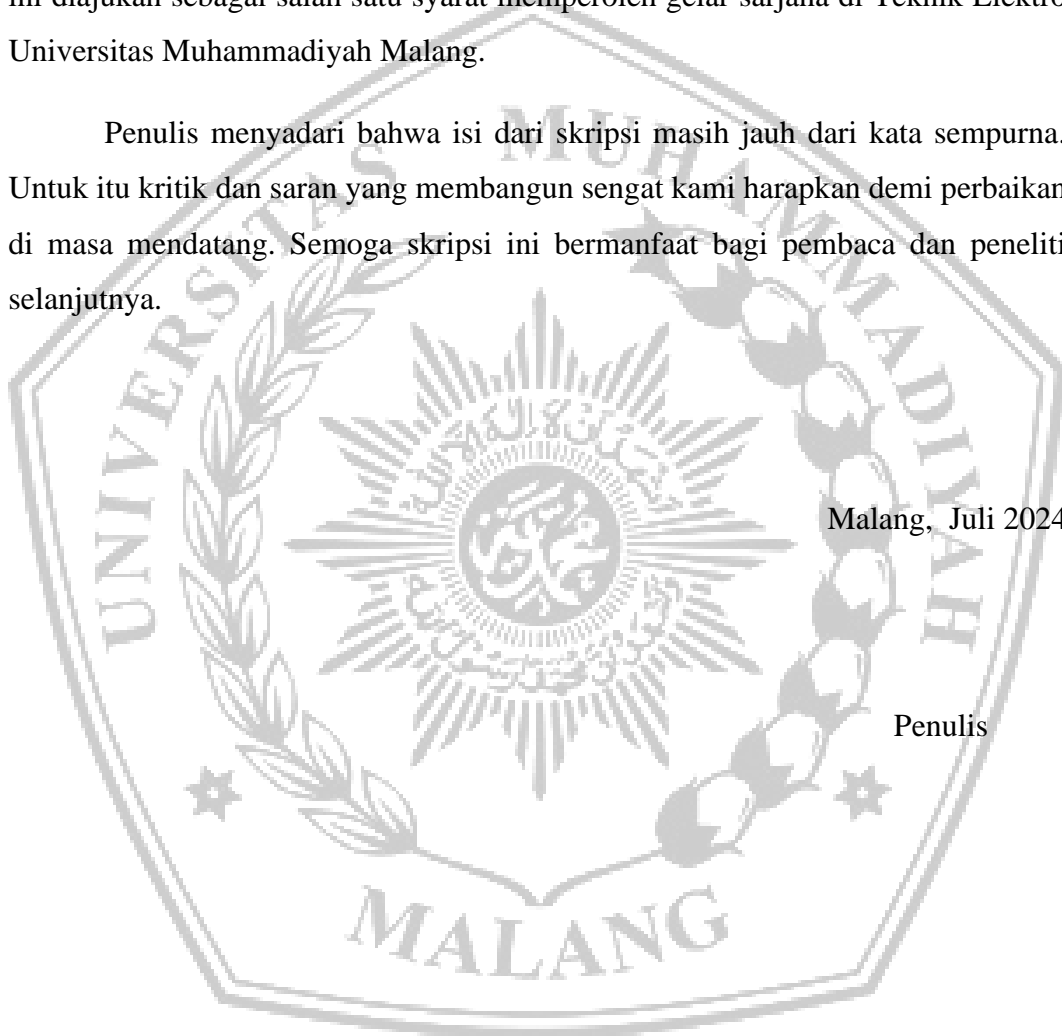 ini diajukan sebagai salah satu syarat memperoleh gelar sarjana di Teknik Elektro
Universitas Muhammadiyah Malang.
Penulis menyadari bahwa isi dari skripsi masih jauh dari kata sempurna.
Untuk itu kritik dan saran yang membangun sengat kami harapkan demi perbaikan
di masa mendatang. Semoga skripsi ini bermanfaat bagi pembaca dan peneliti
selanjutnya.
Malang, Juli 2024
Penulis
UNIVERSITAS MUHAMMADIYAH
MALANG